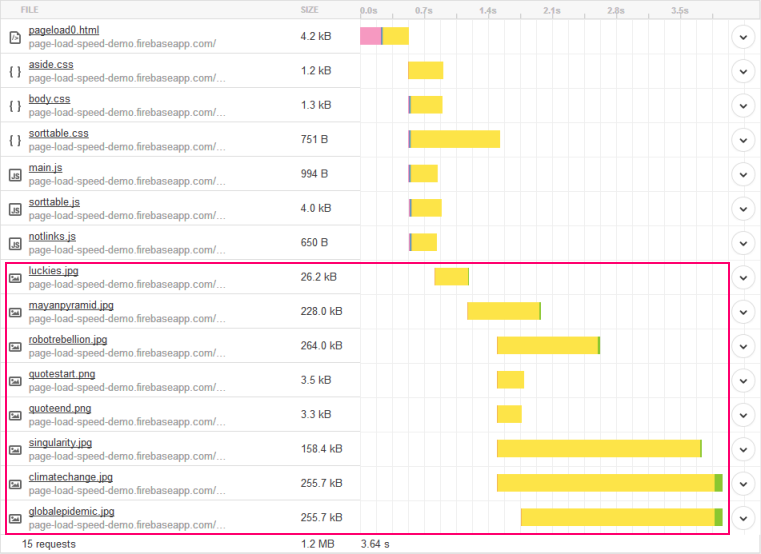 FILE SIZE 0.0s 0.7s 1.4s 2.1s 2.8s 3.5s
pageload0.html 4.2 kB
page-load-speed-demo.firebaseapp.com/
aside.css 1.2 kB
page-load-speed-demo.firebaseapp.com/...
body.css 1.3 kB
page-load-speed-demo.firebaseapp.com/...
sorttable.css 751 B
page-load-speed-demo.firebaseapp.com/...
main.js 994 B
page-load-speed-demo.firebaseapp.com/...
sorttable.js 4.0 kB
page-load-speed-demo.firebaseapp.com/...
notlinks.js 650 B
page-load-speed-demo.firebaseapp.com/...
luckies.jpg 26.2 kB
page-load-speed-demo.firebaseapp.com/...
mayanpyramid.jpg 228.0 kB
page-load-speed-demo.firebaseapp.com/...
robotrebellion.jpg 264.0 kB
page-load-speed-demo.firebaseapp.com/...
quotestart.png 3.5 kB
page-load-speed-demo.firebaseapp.com/...
quoteend.png 3.3 kB
page-load-speed-demo.firebaseapp.com/...
singularity.jpg 158.4 kB
page-load-speed-demo.firebaseapp.com/...
climatechange.jpg 255.7 kB
page-load-speed-demo.firebaseapp.com/...
globalepidemic.jpg 255.7 kB
page-load-speed-demo.firebaseapp.com/...
15 requests 1.2 MB 3.64 s